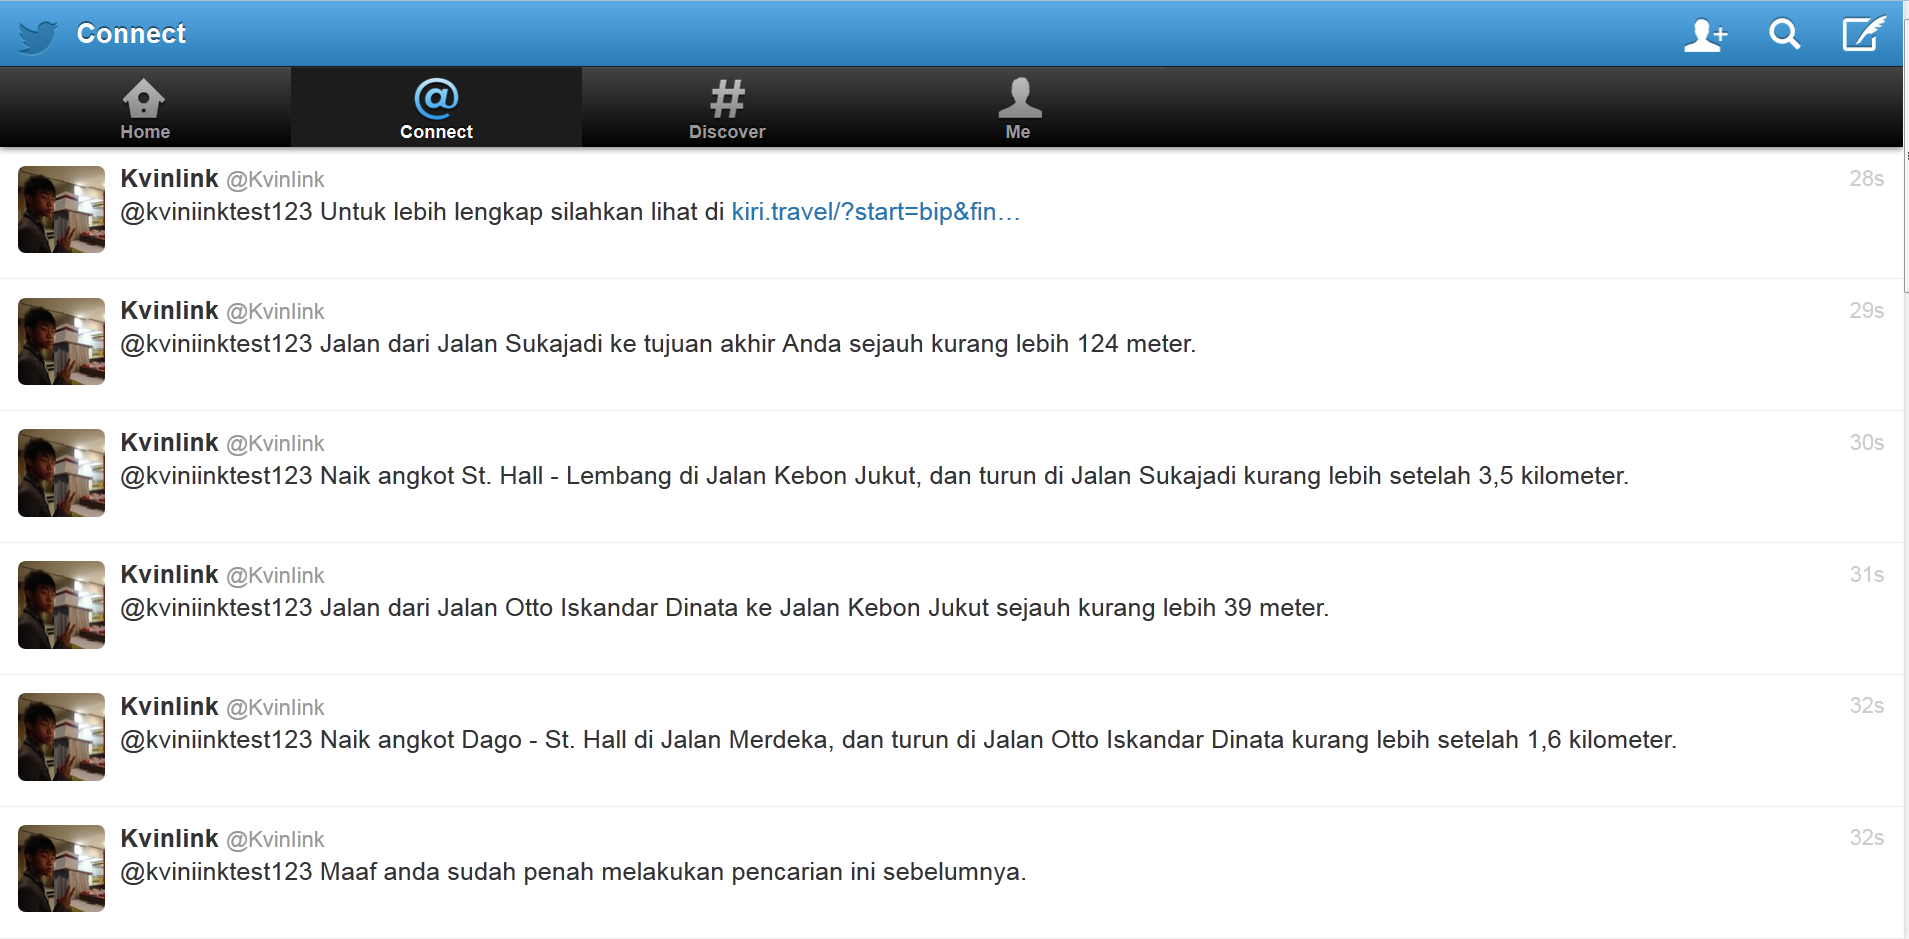 Connect
Home
Connect
Discover
Me
Kvinlink @Kvinlink 28s
@kviniinktest123 Untuk lebih lengkap silahkan lihat di kiri.travel/?start=bip&fin…
Kvinlink @Kvinlink 29s
@kviniinktest123 Jalan dari Jalan Sukajadi ke tujuan akhir Anda sejauh kurang lebih 124 meter.
Kvinlink @Kvinlink 30s
@kviniinktest123 Naik angkot St. Hall - Lembang di Jalan Kebon Jukut, dan turun di Jalan Sukajadi kurang lebih setelah 3,5 kilometer.
Kvinlink @Kvinlink 31s
@kviniinktest123 Jalan dari Jalan Otto Iskandar Dinata ke Jalan Kebon Jukut sejauh kurang lebih 39 meter.
Kvinlink @Kvinlink 32s
@kviniinktest123 Naik angkot Dago - St. Hall di Jalan Merdeka, dan turun di Jalan Otto Iskandar Dinata kurang lebih setelah 1,6 kilometer.
Kvinlink @Kvinlink 32s
@kviniinktest123 Maaf anda sudah penah melakukan pencarian ini sebelumnya.